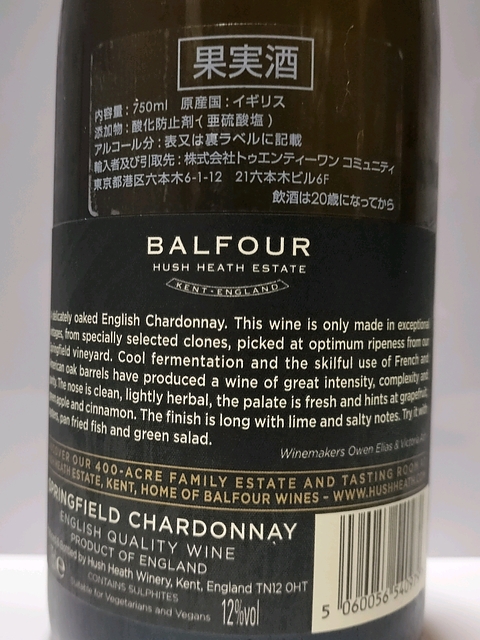 果実酒
内容量：750ml 原産国：イギリス
添加物：酸化防止剤（亜硫酸塩）
アルコール分：表又は裏ラベルに記載
輸入者及び引取先：株式会社トゥエンティーワン コミュニティ
東京都港区六本木6-1-12 21六本木ビル6F
飲酒は20歳になってから
BALFOUR
HUSH HEATH ESTATE
KENT-ENGLAND
delicately oaked English Chardonnay. This wine is only made in exceptional
from specially selected clones, picked at optimum ripeness from our
vineyard. Cool fermentation and the skilful use of French and
oak barrels have produced a wine of great intensity, complexity and
The nose is clean, lightly herbal, the palate is fresh and hints at grapefruit,
apple and cinnamon. The finish is long with lime and salty notes. Try it with
pan fried fish and green salad.
Winemakers Owen Elias &
OUR 400-ACRE FAMILY ESTATE AND TASTING ROOM
HEATH ESTATE, KENT, HOME OF BALFOUR WINES - WWW.HUSHHEATH
SPRINGFIELD CHARDONNAY
ENGLISH QUALITY WINE
PRODUCT OF ENGLAND
& Bottled by Hush Heath Winery, Kent, England TN12 0HT
CONTAINS SULPHITES
Suitable for Vegetarians and Vegans 12%vol
5 060056 540